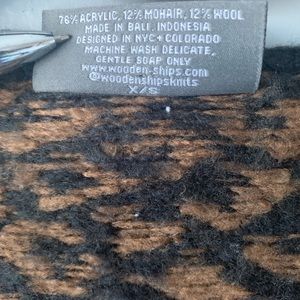 76% ACRYLIC, 12% MOHAIR, 12% WOOL
MADE IN BALI, INDONESIA
DESIGNED IN NYC + COLORADO
MACHINE WASH DELICATE,
GENTLE SOAP ONLY
www.wooden-ships.com
@woodenshipsknits
X/S